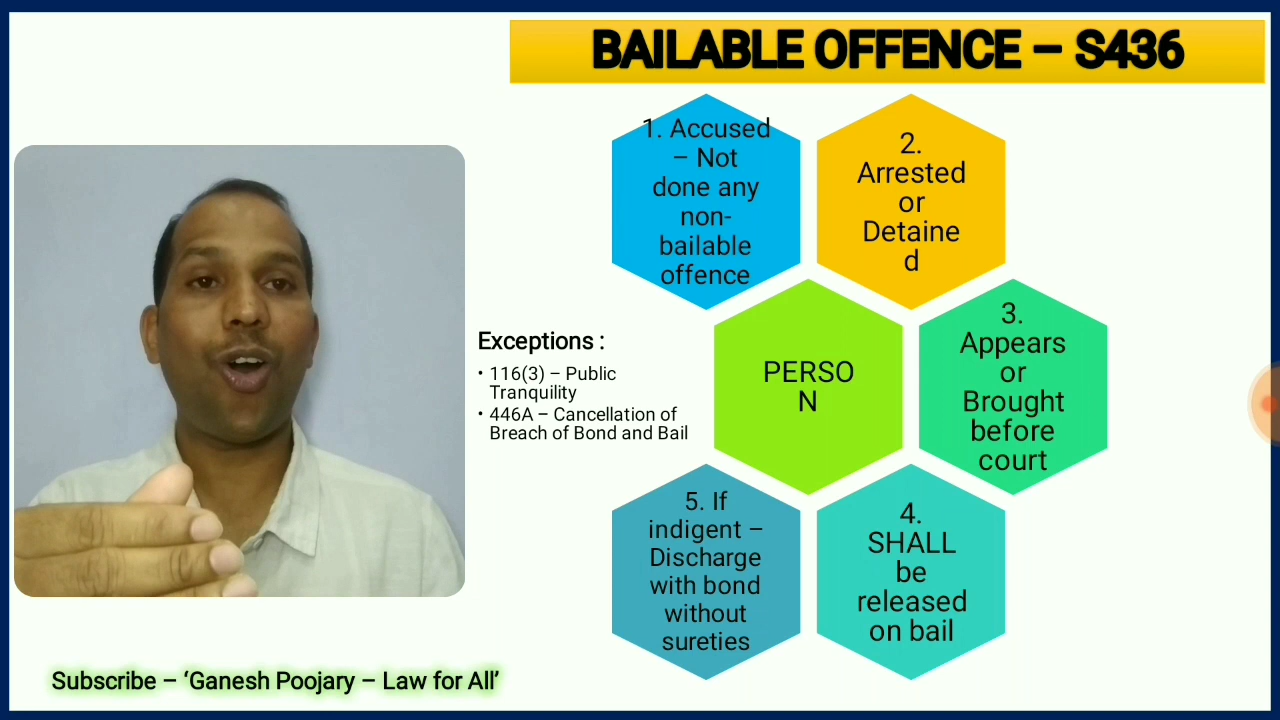 BAILABLE OFFENCE – S436
1. Accused
– Not
done any
non-
bailable
offence
2.
Arrested
or
Detaine
d
Exceptions :
• 116(3) – Public
Tranquility
• 446A – Cancellation of
Breach of Bond and Bail
PERSO
N
3.
Appears
or
Brought
before
court
5. If
indigent –
Discharge
with bond
without
sureties
4.
SHALL
be
released
on bail
Subscribe – ‘Ganesh Poojary – Law for All’